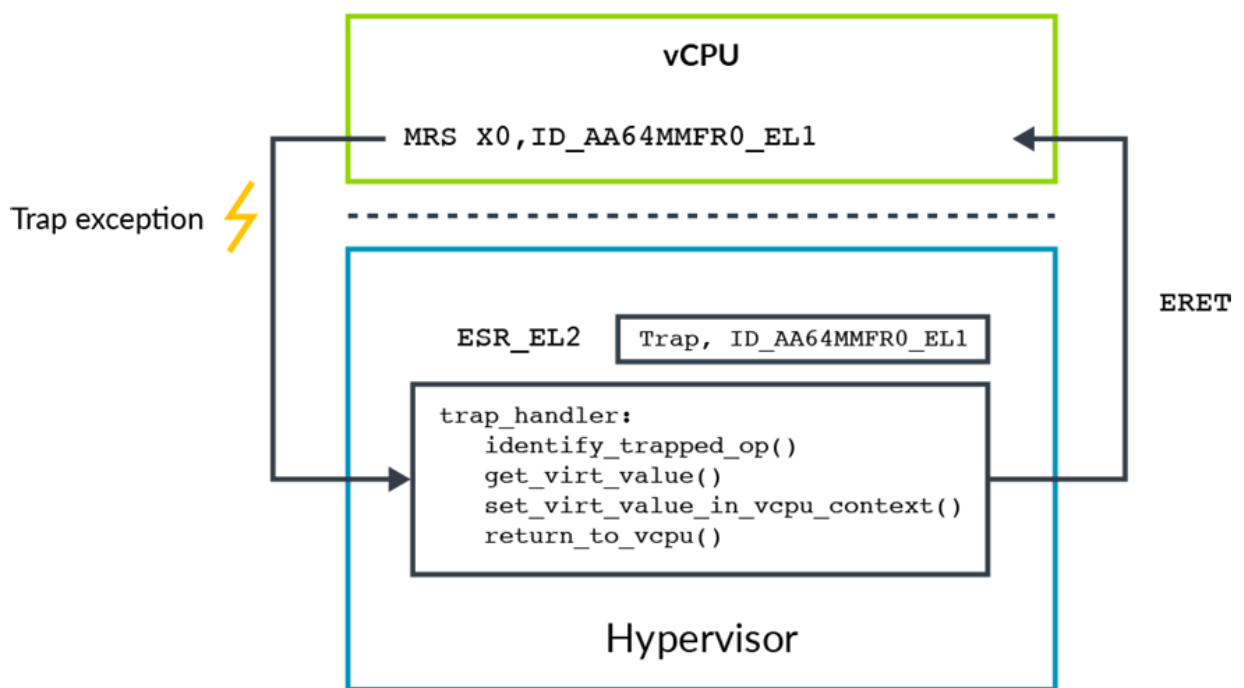 vCPU
MRS X0,ID_AA64MMFR0_EL1
Trap exception
ERET
ESR_EL2
Trap, ID_AA64MMFR0_EL1
trap_handler:
identify_trapped_op()
get_virt_value()
set_virt_value_in_vcpu_context()
return_to_vcpu()
Hypervisor